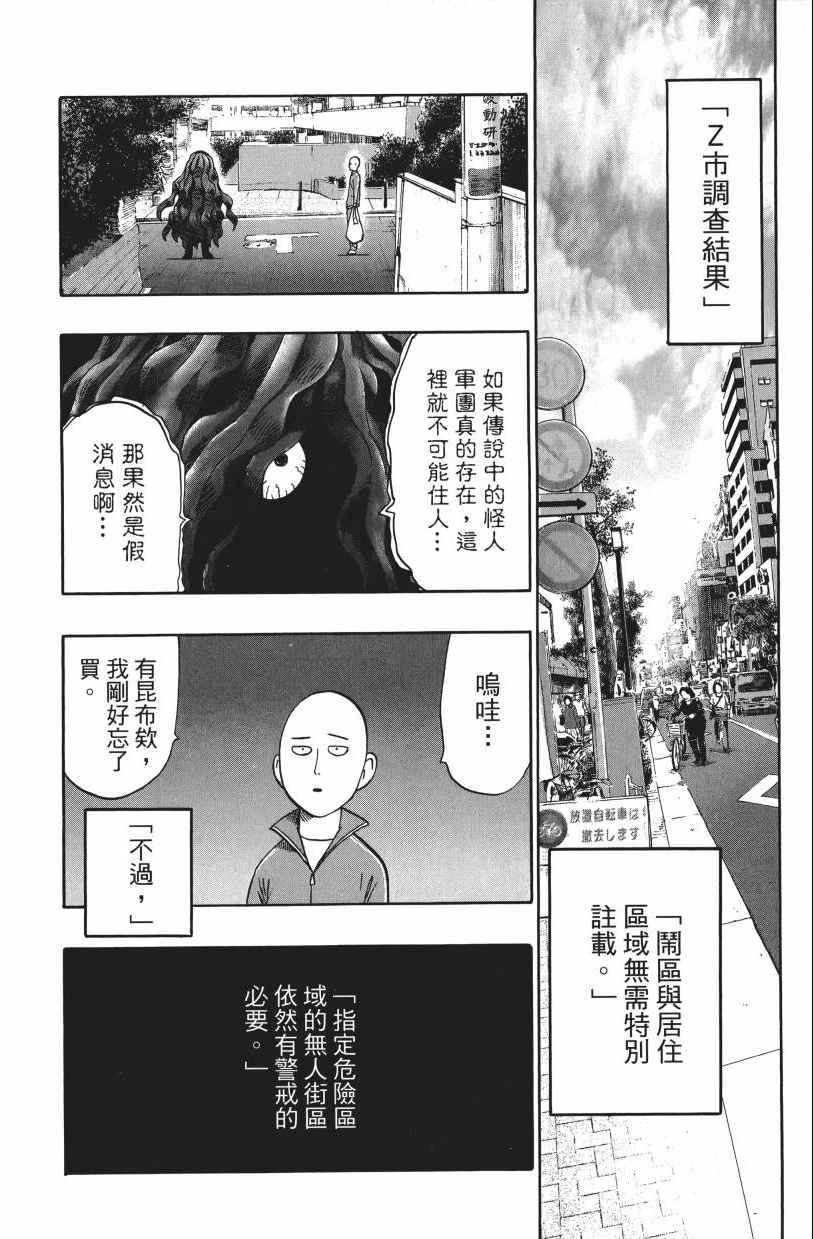 「Z市調查結果」
放置自転車は
撤去します
「鬧區與居住
區域無需特別
註載。」
動研
如果傳說中的怪人
軍團真的存在，這
裡就不可能住人…
那果然是假
消息啊…
嗚哇…
有昆布欸，
我剛好忘了
買。
「不過，」
「指定危險區
域的無人街區
依然有警戒的
必要。」